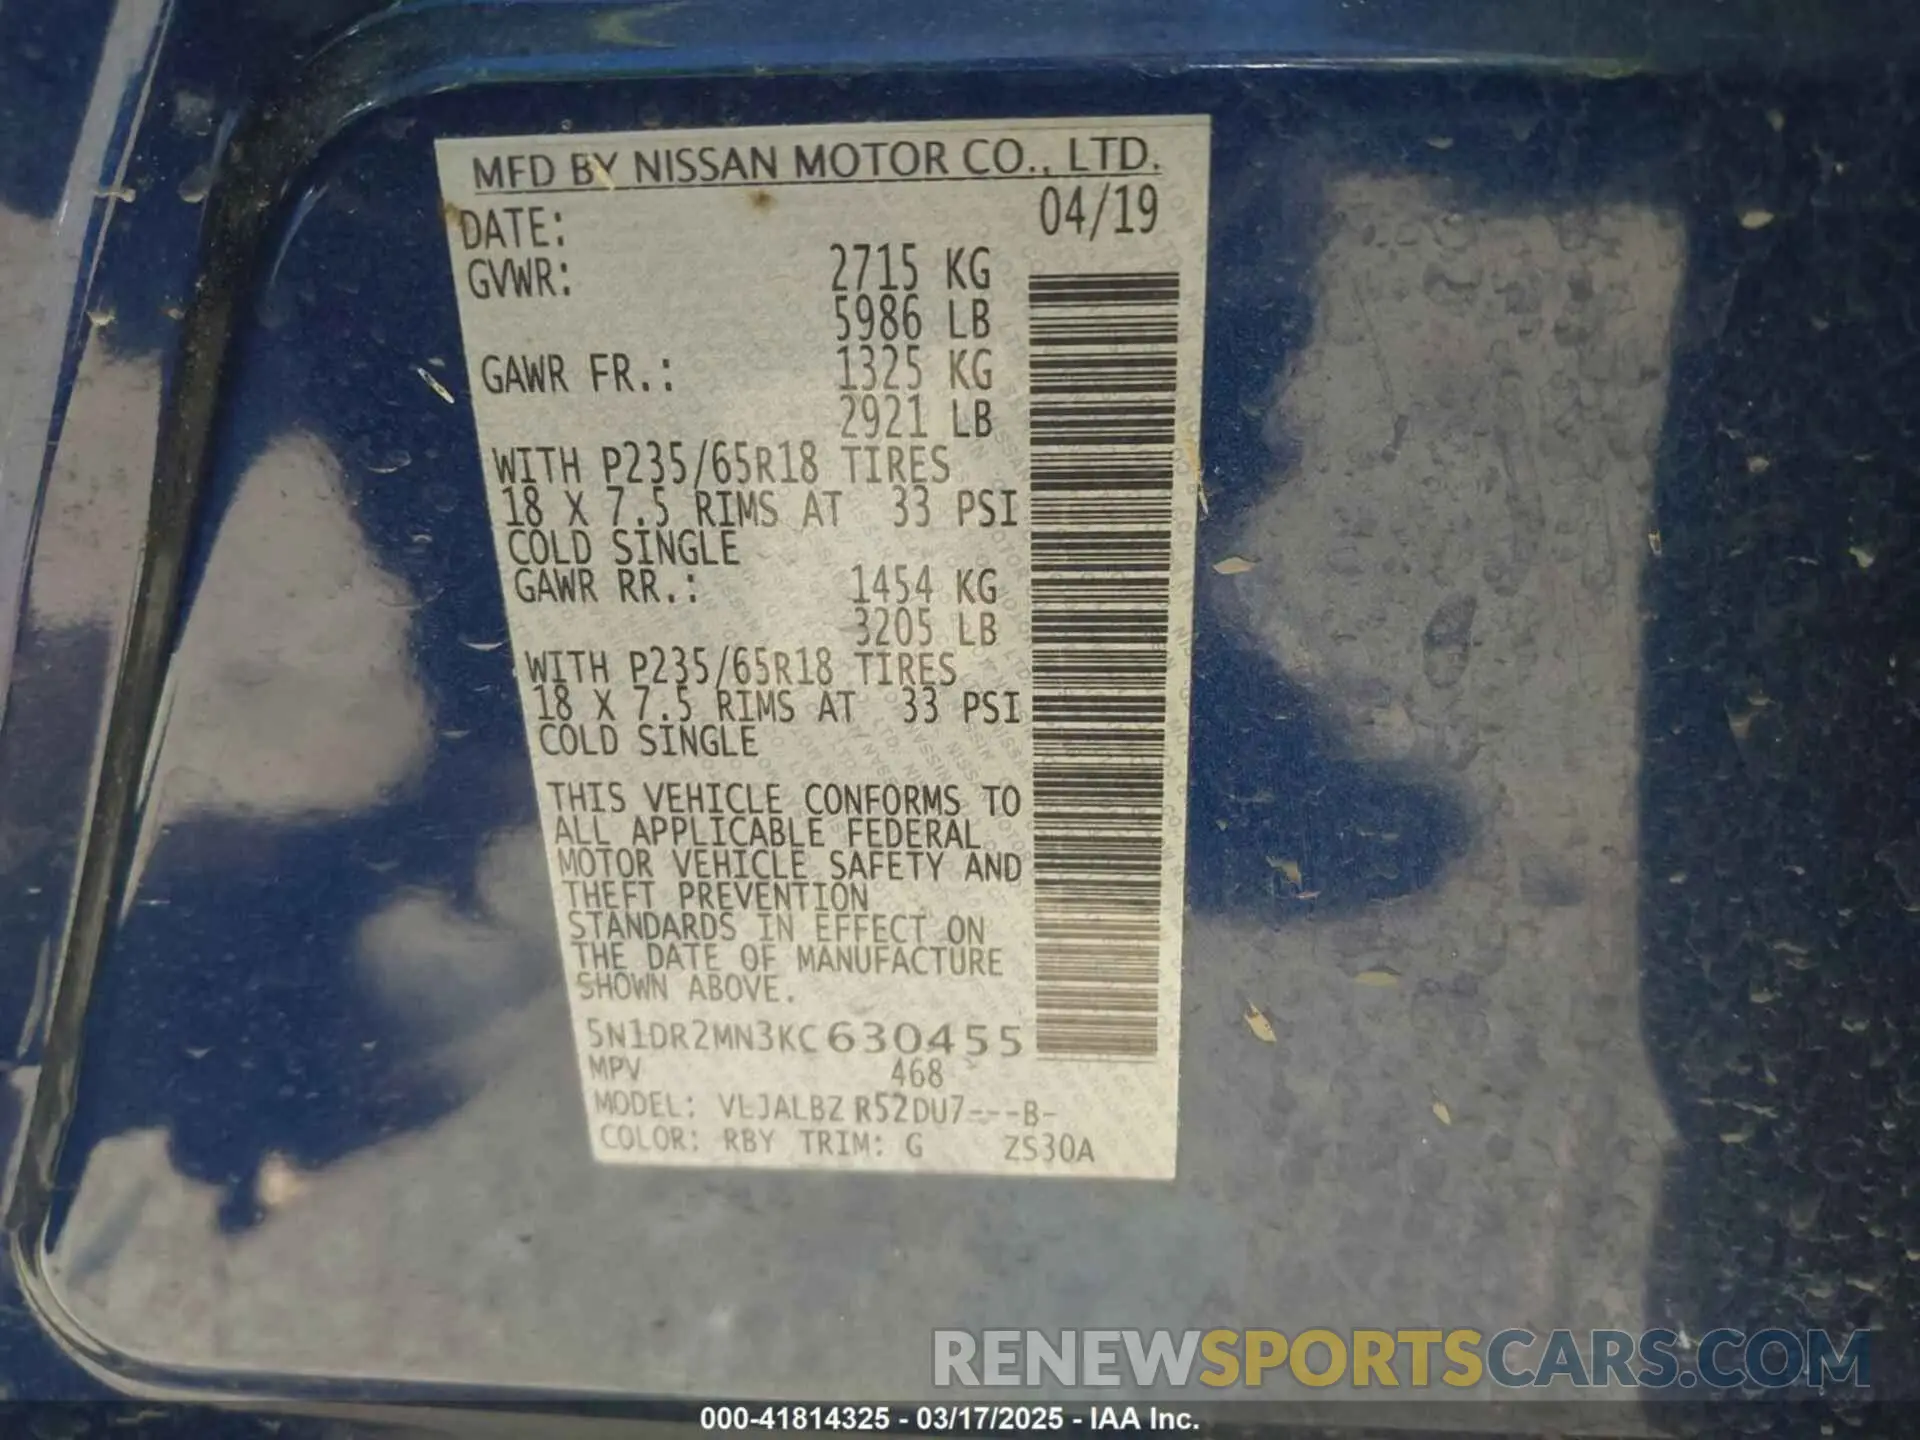 MFD BY NISSAN MOTOR CO., LTD.
DATE: 04/19
GVWR: 2715 KG
5986 LB
GAWR FR.: 1325 KG
2921 LB
WITH P235/65R18 TIRES
18 X 7.5 RIMS AT 33 PSI
COLD SINGLE
GAWR RR.: 1454 KG
3205 LB
WITH P235/65R18 TIRES
18 X 7.5 RIMS AT 33 PSI
COLD SINGLE
THIS VEHICLE CONFORMS TO
ALL APPLICABLE FEDERAL
MOTOR VEHICLE SAFETY AND
THEFT PREVENTION
STANDARDS IN EFFECT ON
THE DATE OF MANUFACTURE
SHOWN ABOVE.
5N1DR2MN3KC630455
MPV 468
MODEL: VLJALBZ R52DU7---B-
COLOR: RBY TRIM: G ZS30A
RENEWSPORTSCARS.COM
000-41814325 - 03/17/2025 - IAA Inc.